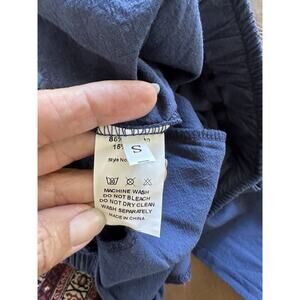 S
Style No
MACHINE WASH
DO NOT BLEACH
DO NOT DRY CLEAN
WASH SEPARATELY
MADE IN CHINA